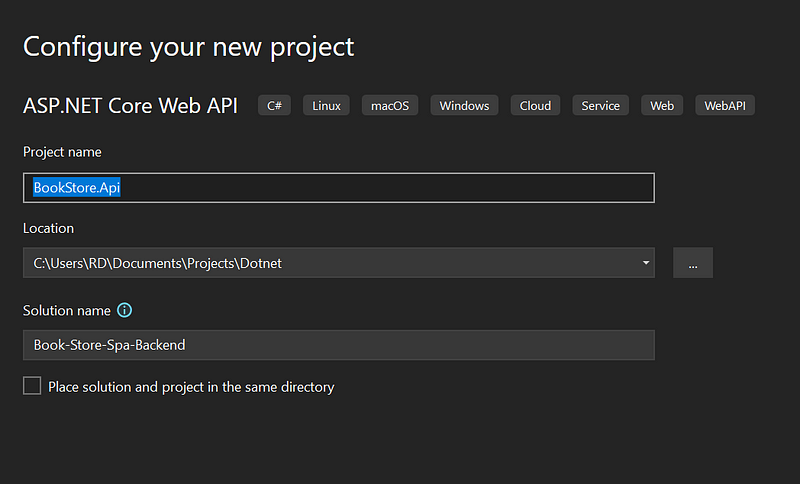 Configure your new project
ASP.NET Core Web API C# Linux macOS Windows Cloud Service Web WebAPI
Project name
BookStore.Api
Location
C:\Users\RD\Documents\Projects\Dotnet
...
Solution name
Book-Store-Spa-Backend
Place solution and project in the same directory